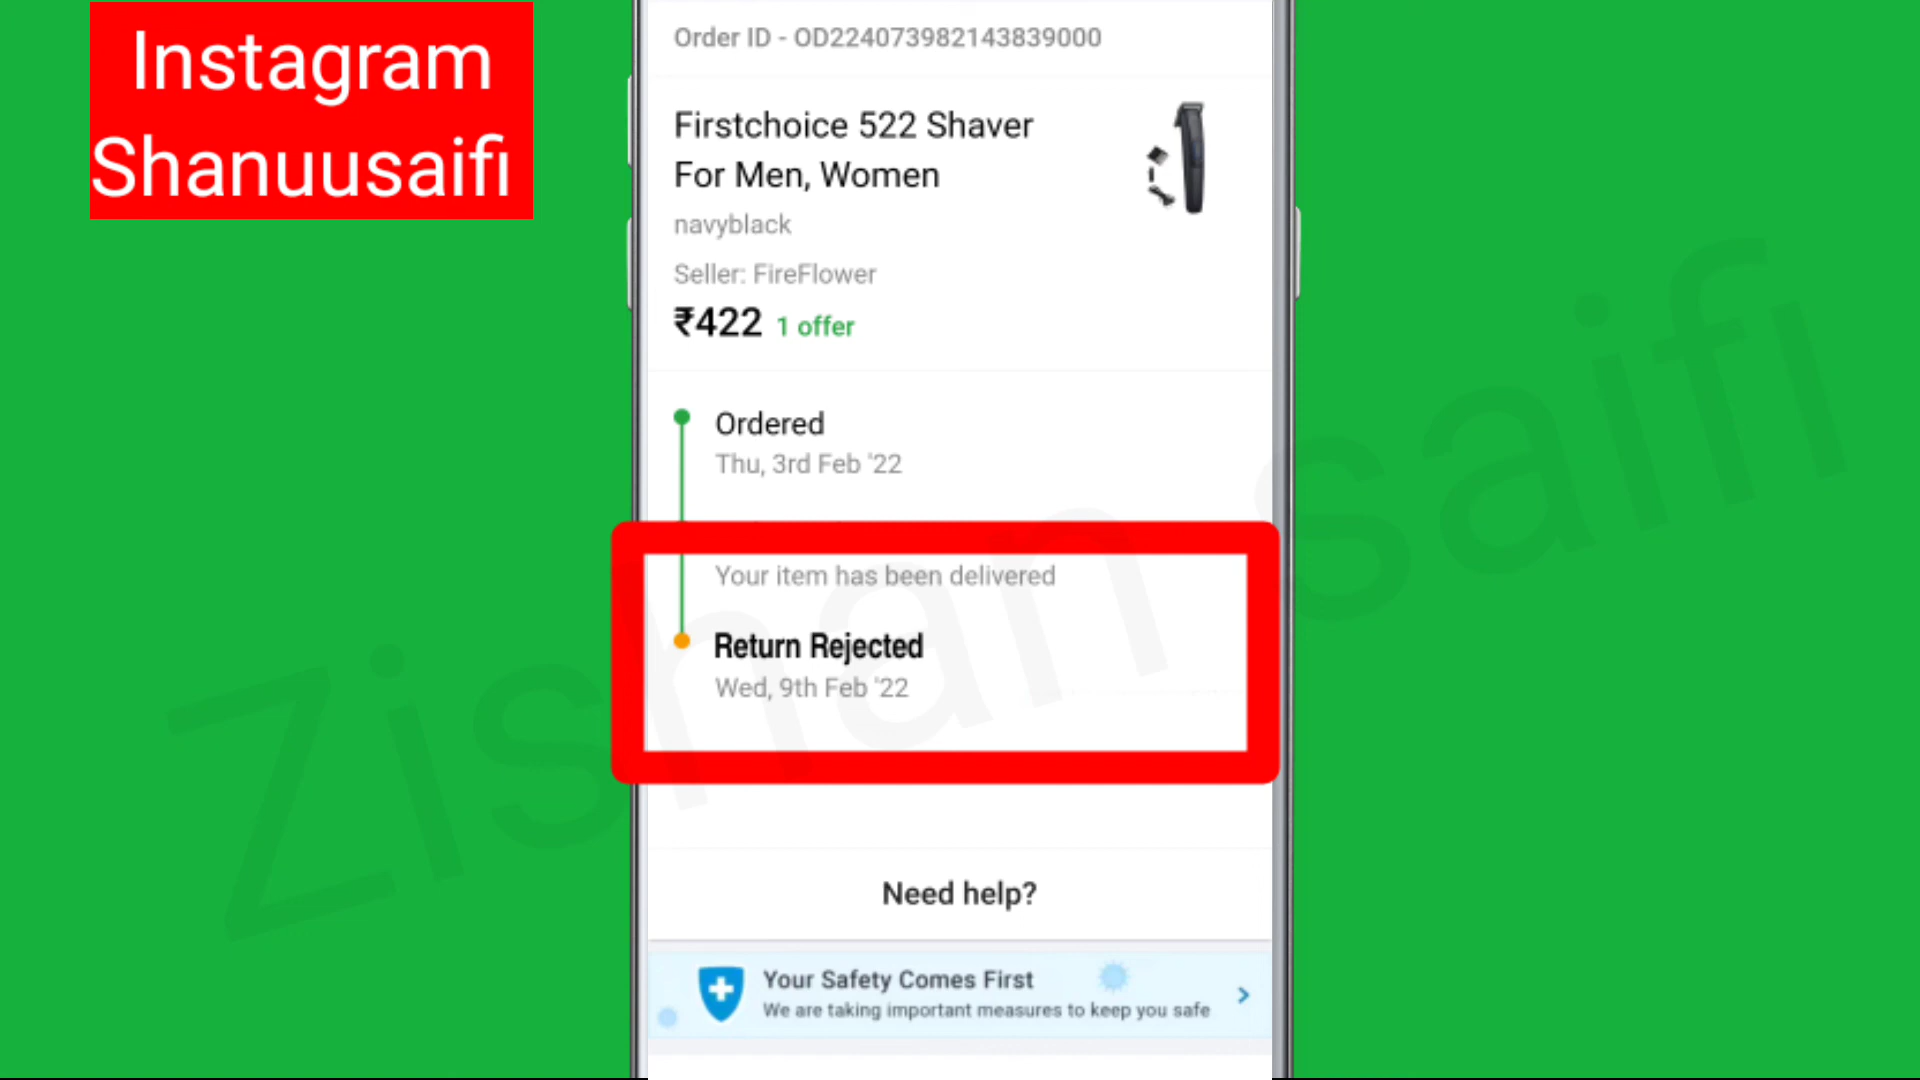 Instagram
Shanuusaifi
Order ID - OD224073982143839000
Firstchoice 522 Shaver
For Men, Women
navyblack
Seller: FireFlower
₹422 1 offer
Ordered
Thu, 3rd Feb '22
Your item has been delivered
Return Rejected
Wed, 9th Feb '22
Zishan saifi
Need help?
Your Safety Comes First
We are taking important measures to keep you safe